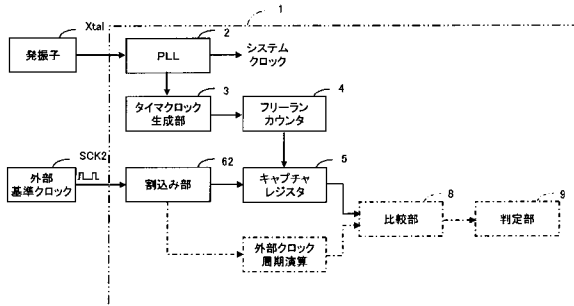 1
Xtal
発振子
2
PLL
システム
クロック
3
タイマクロック
生成部
4
フリーラン
カウンタ
SCK2
外部
基準クロック
62
割込み部
5
キャプチャ
レジスタ
8
比較部
9
判定部
外部クロック
周期演算